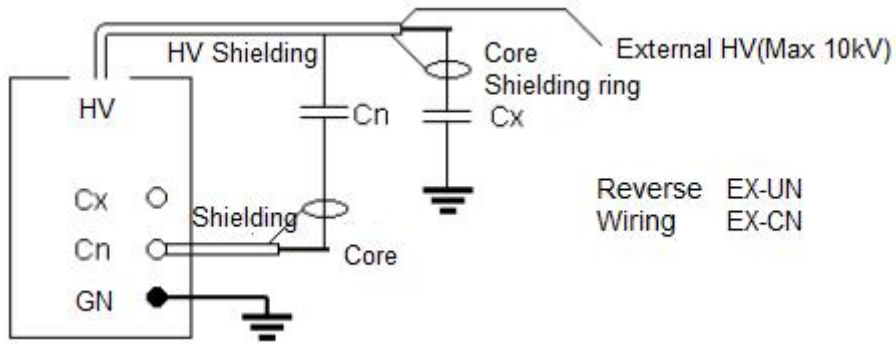 HV Shielding
Core
Shielding ring
External HV(Max 10kV)
HV
Cn
Cx
Cx
Shielding
Cn
Core
GN
Reverse EX-UN
Wiring EX-CN